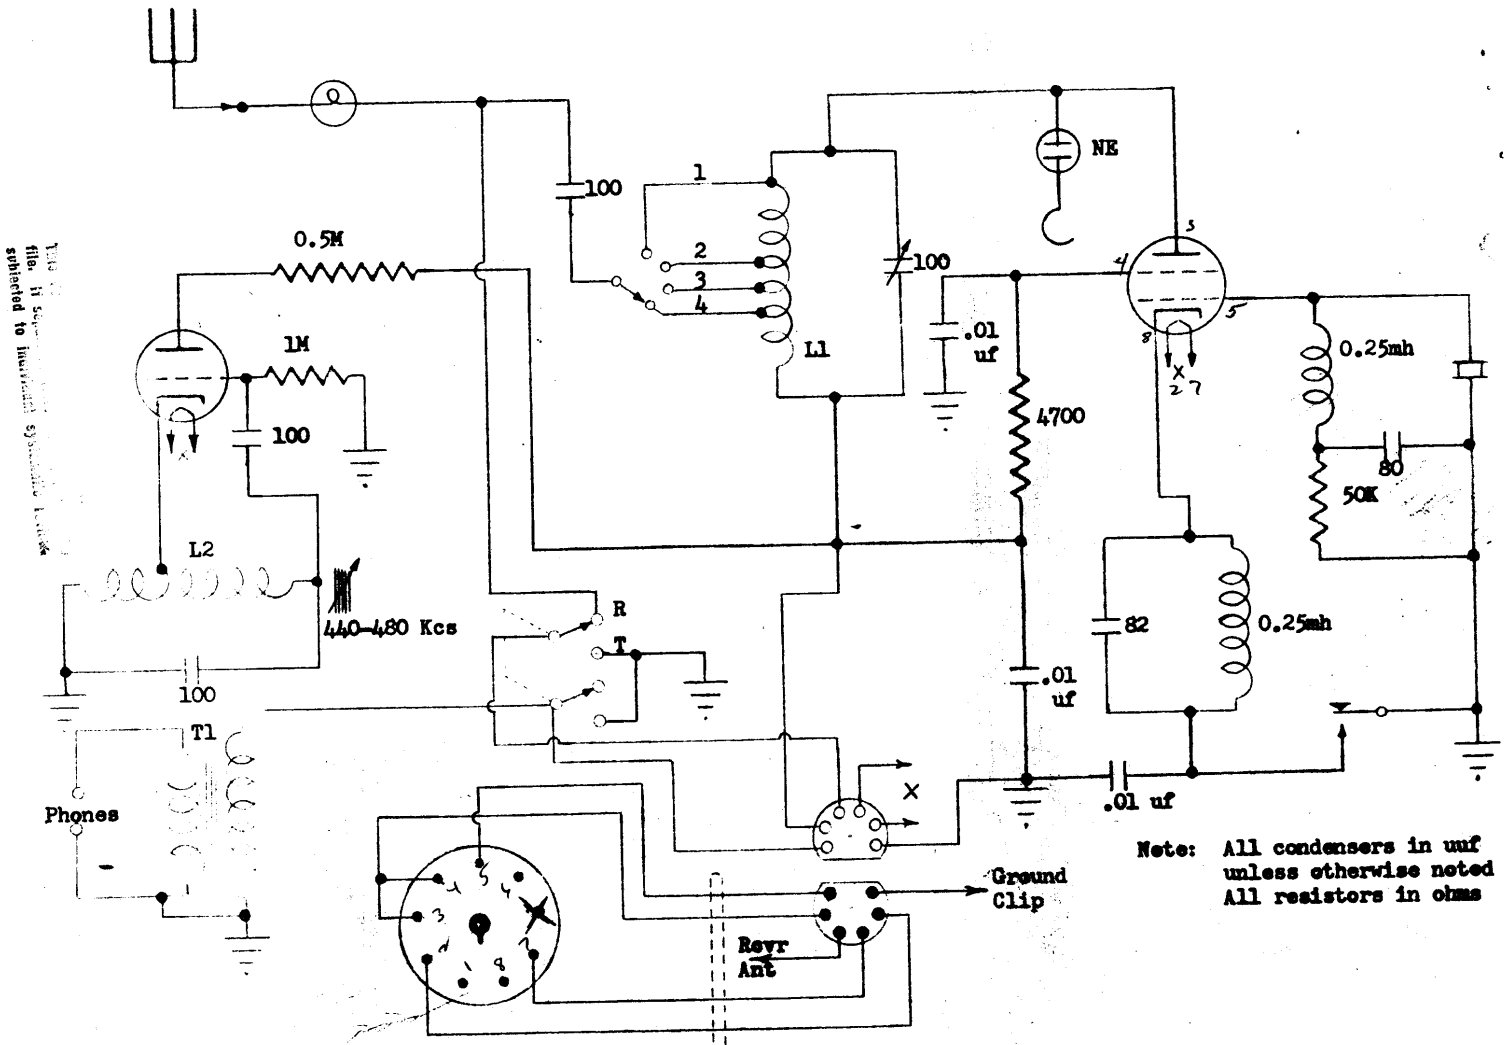 NE
1
100
2
3
4
100
L1
3
4
5
8
X
2 7
.01
uf
4700
0.25mh
80
50K
0.5M
1M
100
X
L2
440-480 Kcs
100
T1
Phones
R
T
82
0.25mh
.01
uf
.01 uf
X
Note: All condensers in uuf
unless otherwise noted
All resistors in ohms
Ground
Clip
Rcvr
Ant
5
4
3
1
8
7
file.
subjected to